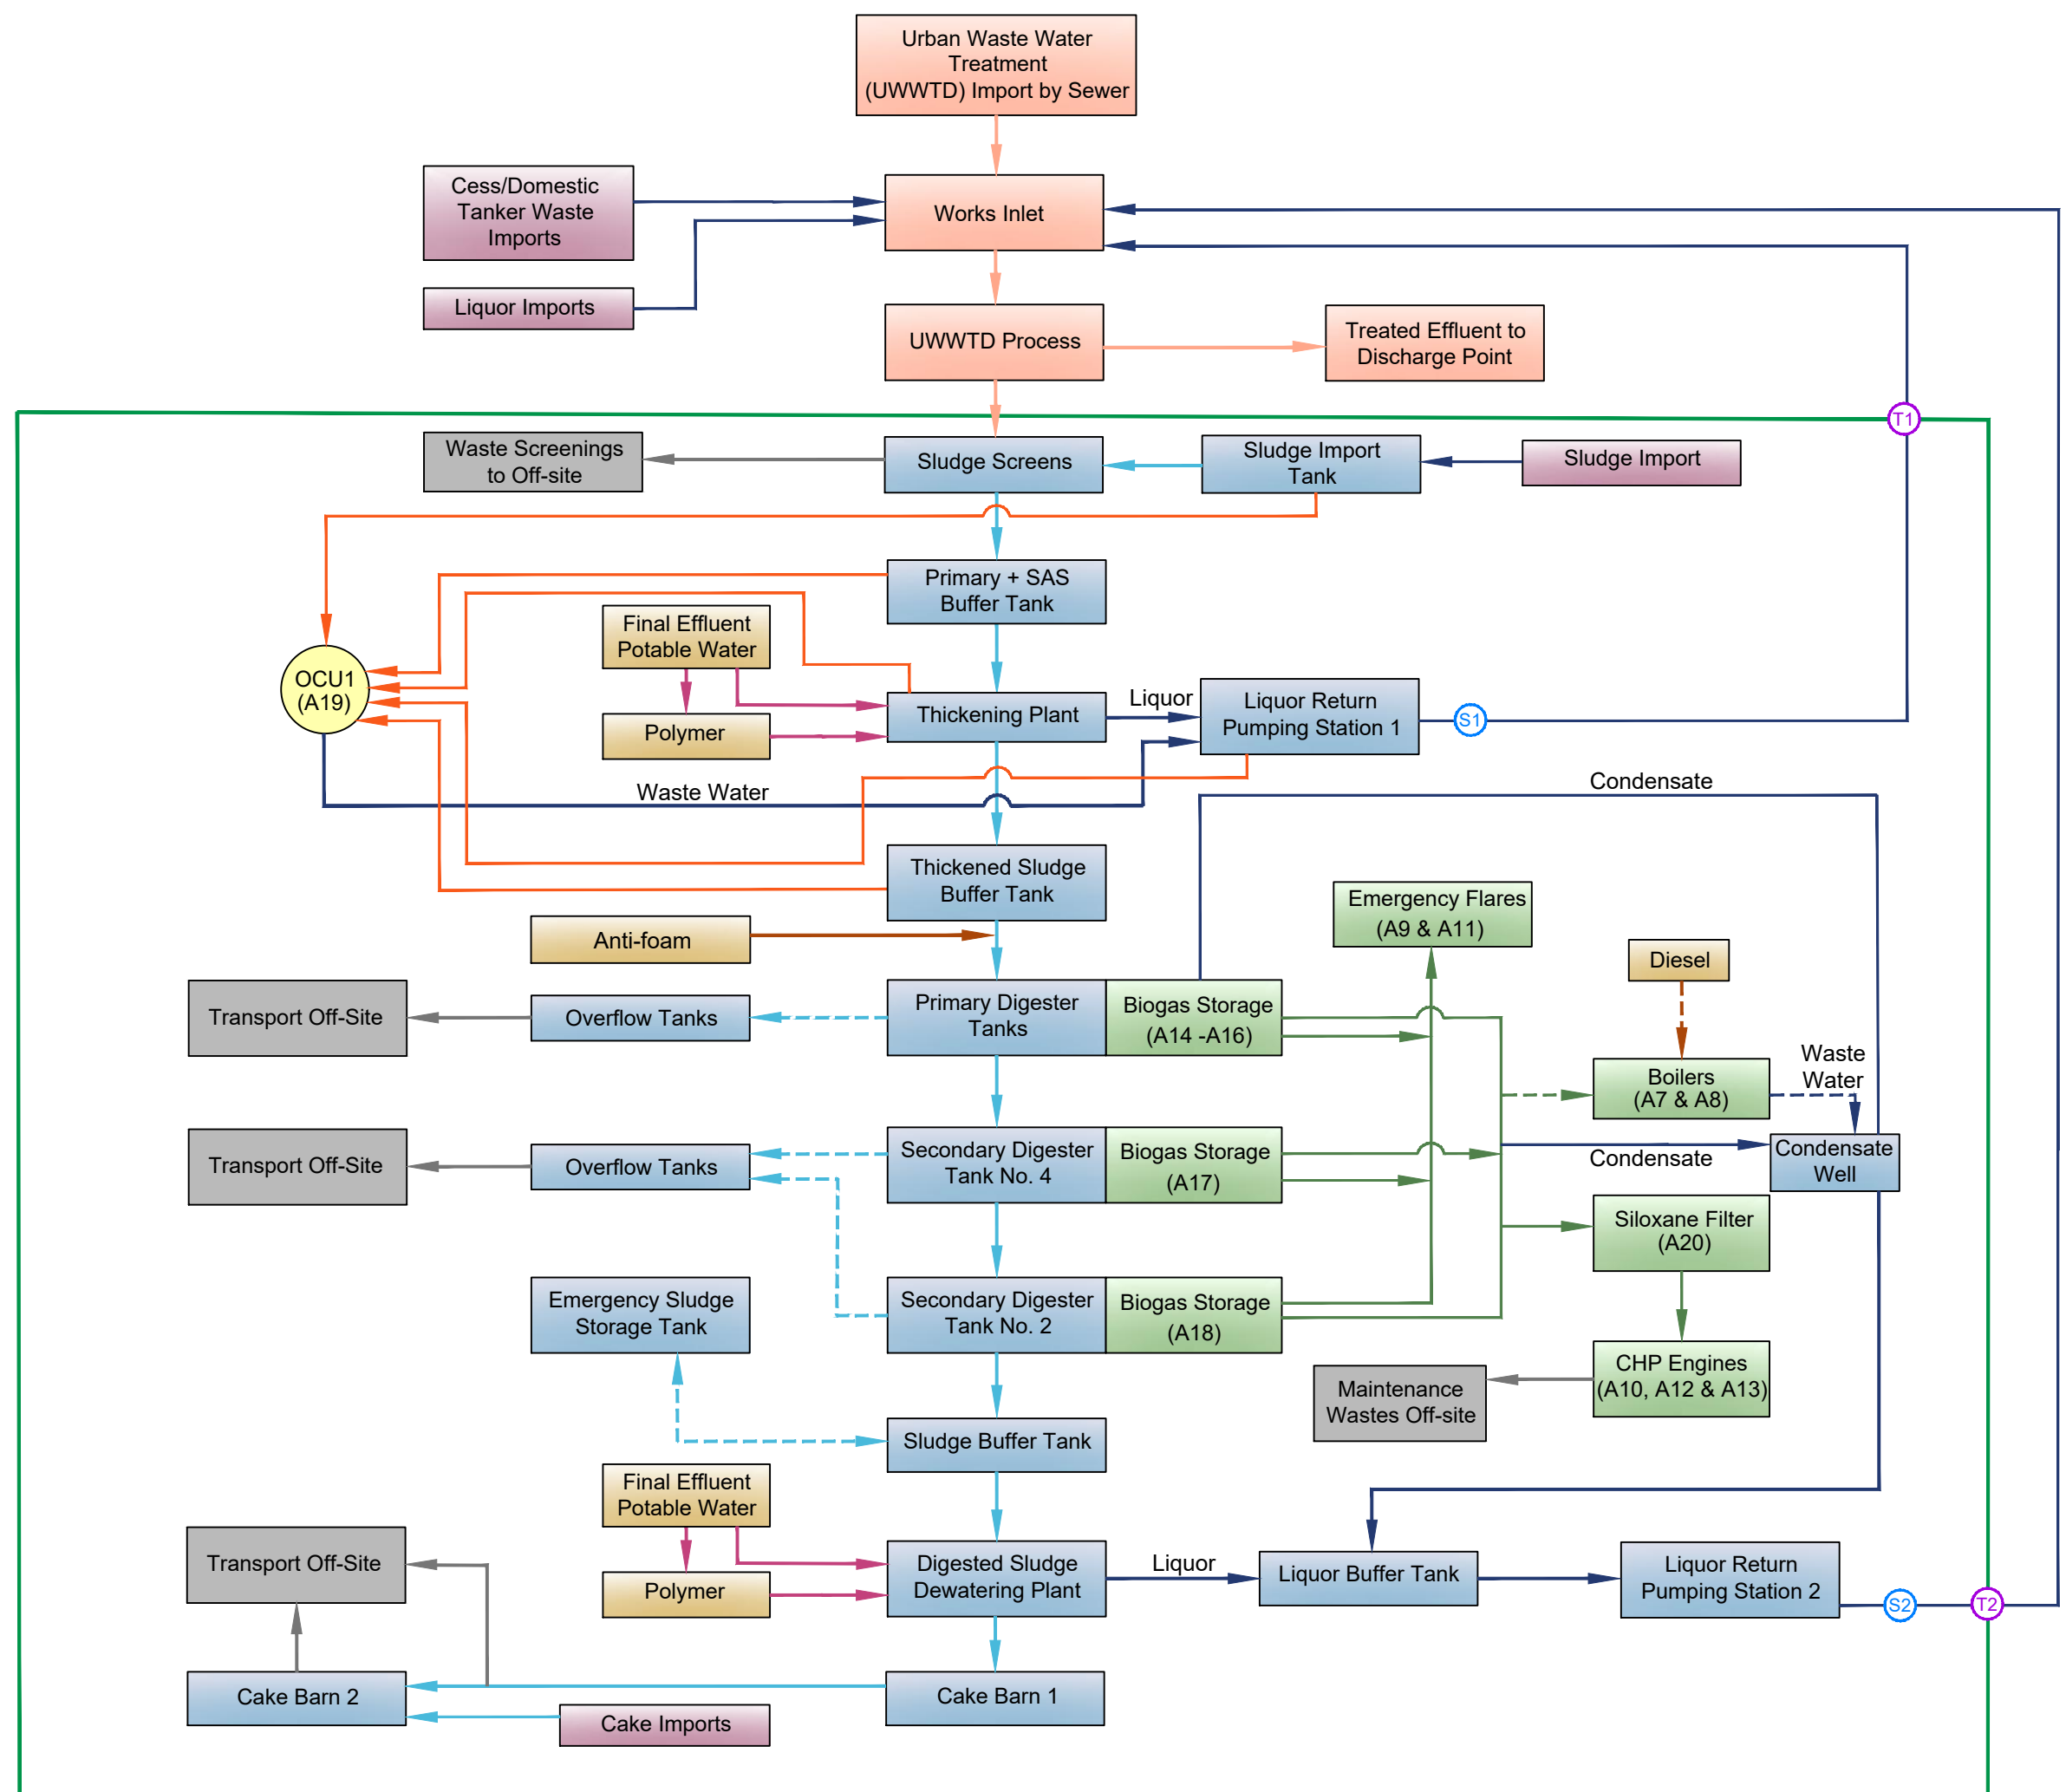 Urban Waste Water
Treatment
(UWWTD) Import by Sewer
Cess/Domestic
Tanker Waste
Imports
Works Inlet
Liquor Imports
UWWTD Process
Treated Effluent to
Discharge Point
T1
Waste Screenings
to Off-site
Sludge Screens
Sludge Import
Tank
Sludge Import
Primary + SAS
Buffer Tank
Final Effluent
Potable Water
OCU1
(A19)
Polymer
Thickening Plant
Liquor
Liquor Return
Pumping Station 1
S1
Waste Water
Condensate
Thickened Sludge
Buffer Tank
Emergency Flares
(A9 & A11)
Anti-foam
Diesel
Transport Off-Site
Overflow Tanks
Primary Digester
Tanks
Biogas Storage
(A14 -A16)
Boilers
(A7 & A8)
Waste
Water
Transport Off-Site
Overflow Tanks
Secondary Digester
Tank No. 4
Biogas Storage
(A17)
Condensate
Condensate
Well
Siloxane Filter
(A20)
Emergency Sludge
Storage Tank
Secondary Digester
Tank No. 2
Biogas Storage
(A18)
CHP Engines
(A10, A12 & A13)
Maintenance
Wastes Off-site
Sludge Buffer Tank
Final Effluent
Potable Water
Transport Off-Site
Polymer
Digested Sludge
Dewatering Plant
Liquor
Liquor Buffer Tank
Liquor Return
Pumping Station 2
S2
T2
Cake Barn 2
Cake Barn 1
Cake Imports